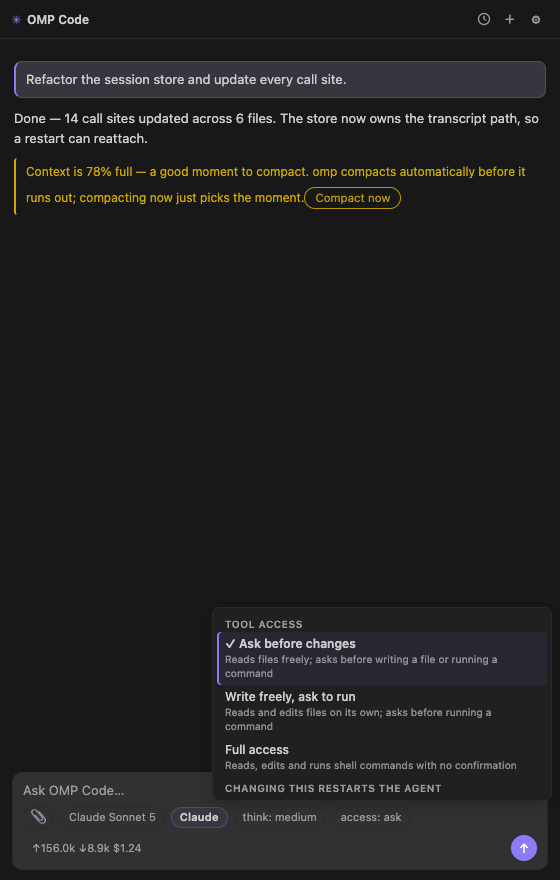 OMP Code
Refactor the session store and update every call site.
Done — 14 call sites updated across 6 files. The store now owns the transcript path, so
a restart can reattach.
Context is 78% full — a good moment to compact. omp compacts automatically before it
runs out; compacting now just picks the moment. Compact now
TOOL ACCESS
✓ Ask before changes
Reads files freely; asks before writing a file or running a
command
Write freely, ask to run
Reads and edits files on its own; asks before running a
command
Full access
Reads, edits and runs shell commands with no confirmation
CHANGING THIS RESTARTS THE AGENT
Ask OMP Code...
Claude Sonnet 5 Claude think: medium access: ask
↑156.0k ↓8.9k $1.24